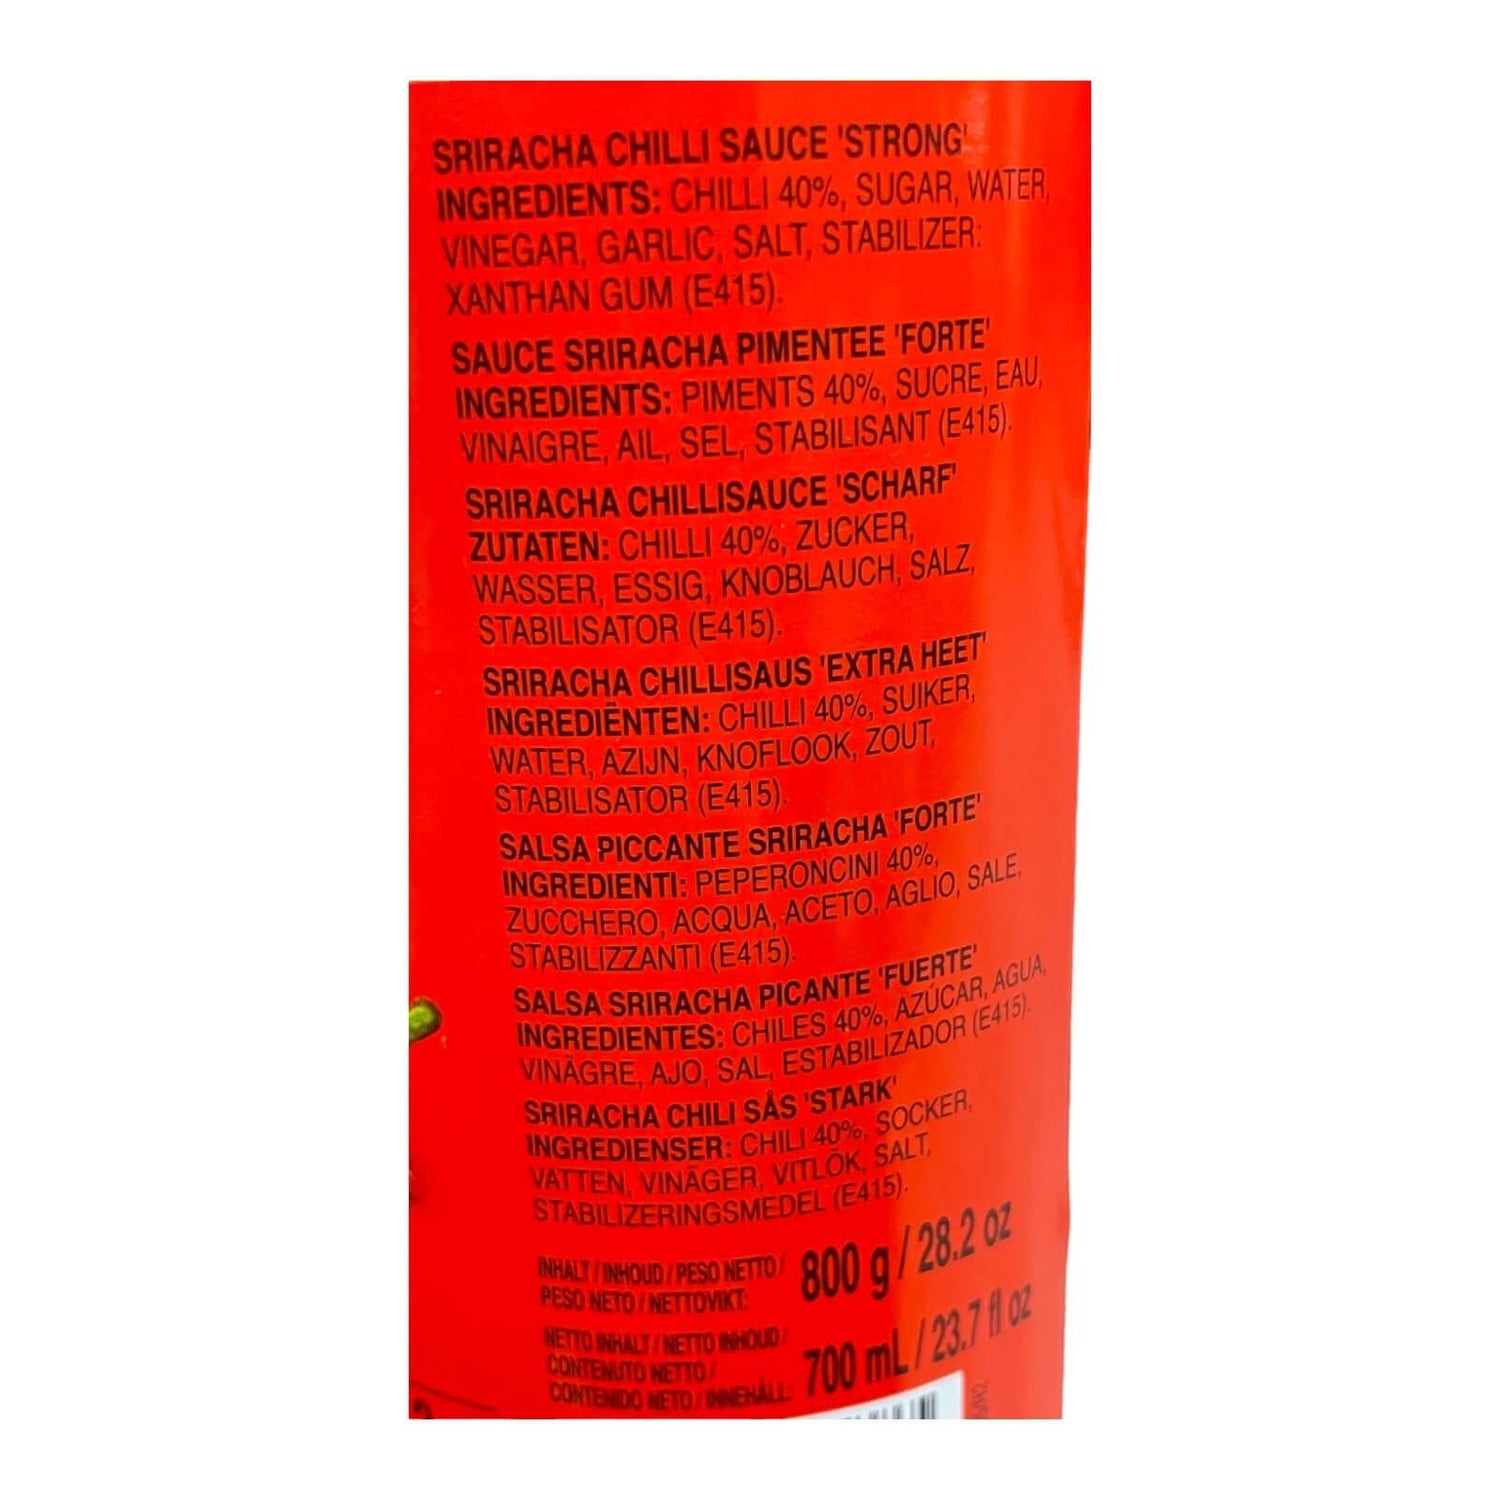 SRIRACHA CHILLI SAUCE 'STRONG'
INGREDIENTS: CHILLI 40%, SUGAR, WATER,
VINEGAR, GARLIC, SALT, STABILIZER:
XANTHAN GUM (E415).
SAUCE SRIRACHA PIMENTEE 'FORTE'
INGREDIENTS: PIMENTS 40%, SUCRE, EAU,
VINAIGRE, AIL, SEL, STABILISANT (E415).
SRIRACHA CHILLISAUCE 'SCHARF'
ZUTATEN: CHILLI 40%, ZUCKER,
WASSER, ESSIG, KNOBLAUCH, SALZ,
STABILISATOR (E415).
SRIRACHA CHILLISAUS 'EXTRA HEET'
INGREDIËNTEN: CHILLI 40%, SUIKER,
WATER, AZIJN, KNOFLOOK, ZOUT,
STABILISATOR (E415).
SALSA PICCANTE SRIRACHA 'FORTE'
INGREDIENTI: PEPERONCINI 40%,
ZUCCHERO, ACQUA, ACETO, AGLIO, SALE,
STABILIZZANTI (E415).
SALSA SRIRACHA PICANTE 'FUERTE'
INGREDIENTES: CHILES 40%, AZÚCAR, AGUA,
VINÄGRE, AJO, SAL, ESTABILIZADOR (E415).
SRIRACHA CHILI SÅS 'STARK'
INGREDIENSER: CHILI 40%, SOCKER,
VATTEN, VINÄGER, VITLÖK, SALT,
STABILIZERINGSMEDEL (E415).
INHALT / INHOUD / PESO NETTO /
PESO NETO / NETTOVIKT: 800 g / 28.2 oz
NETTO INHALT / NETTO INHOUD /
CONTENUTO NETTO /
CONTENIDO NETO / INNEHÅLL: 700 mL / 23.7 fl oz